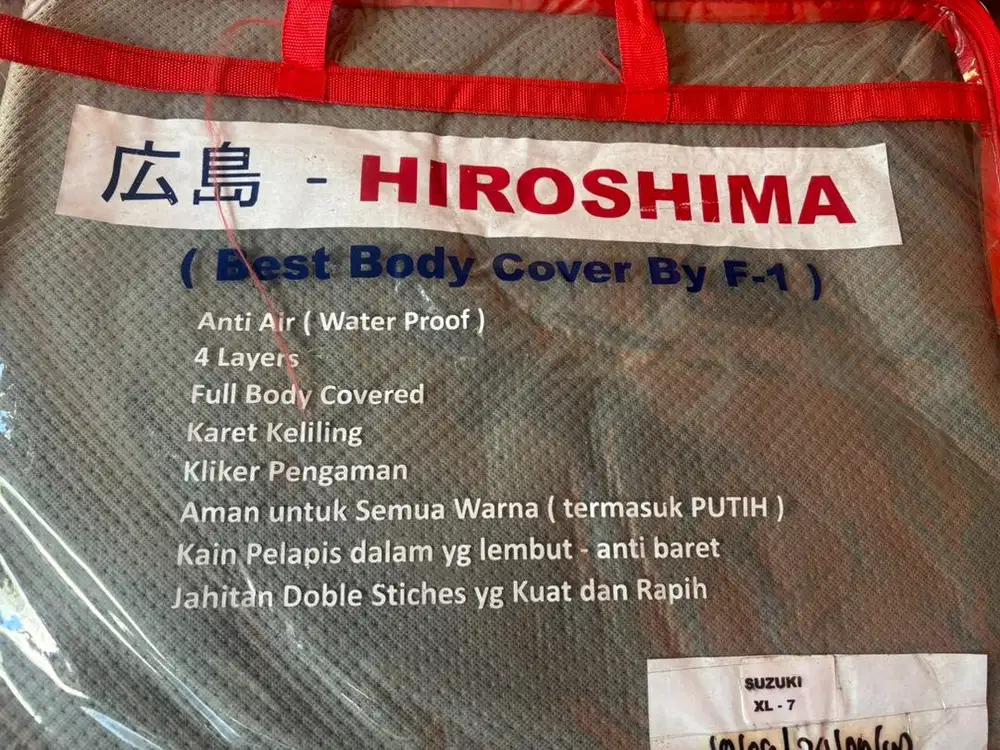 広島 - HIROSHIMA
( Best Body Cover By F-1 )
Anti Air ( Water Proof )
4 Layers
Full Body Covered
Karet Keliling
Kliker Pengaman
Aman untuk Semua Warna ( termasuk PUTIH )
Kain Pelapis dalam yg lembut - anti baret
Jahitan Doble Stiches yg Kuat dan Rapih
SUZUKI
XL - 7